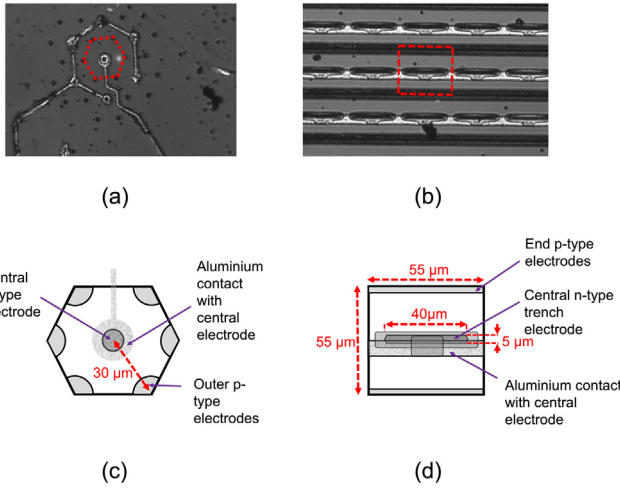 (a)
(b)
Aluminium
contact
with
central
electrode
30 µm
Outer p-
type
electrodes
(c)
End p-type
electrodes
55 µm
Central n-type
trench
electrode
40µm
55 µm
5 µm
Aluminium contact
with central
electrode
(d)